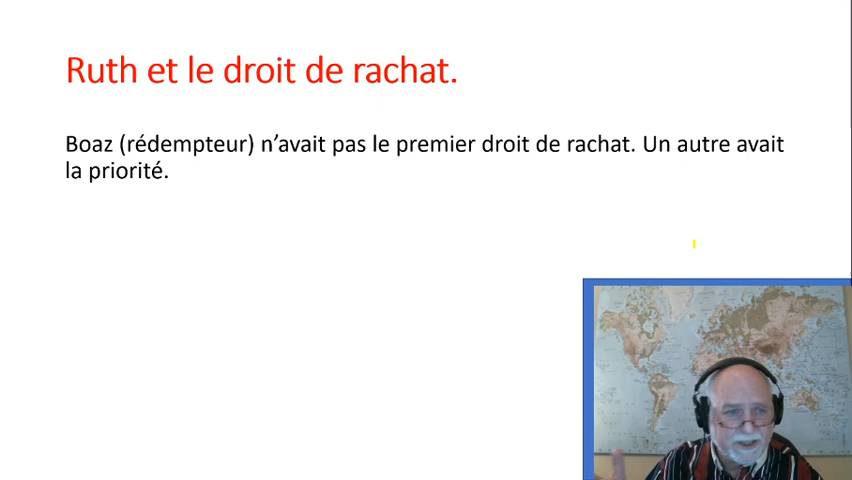 Ruth et le droit de rachat.
Boaz (rédempteur) n’avait pas le premier droit de rachat. Un autre avait
la priorité.